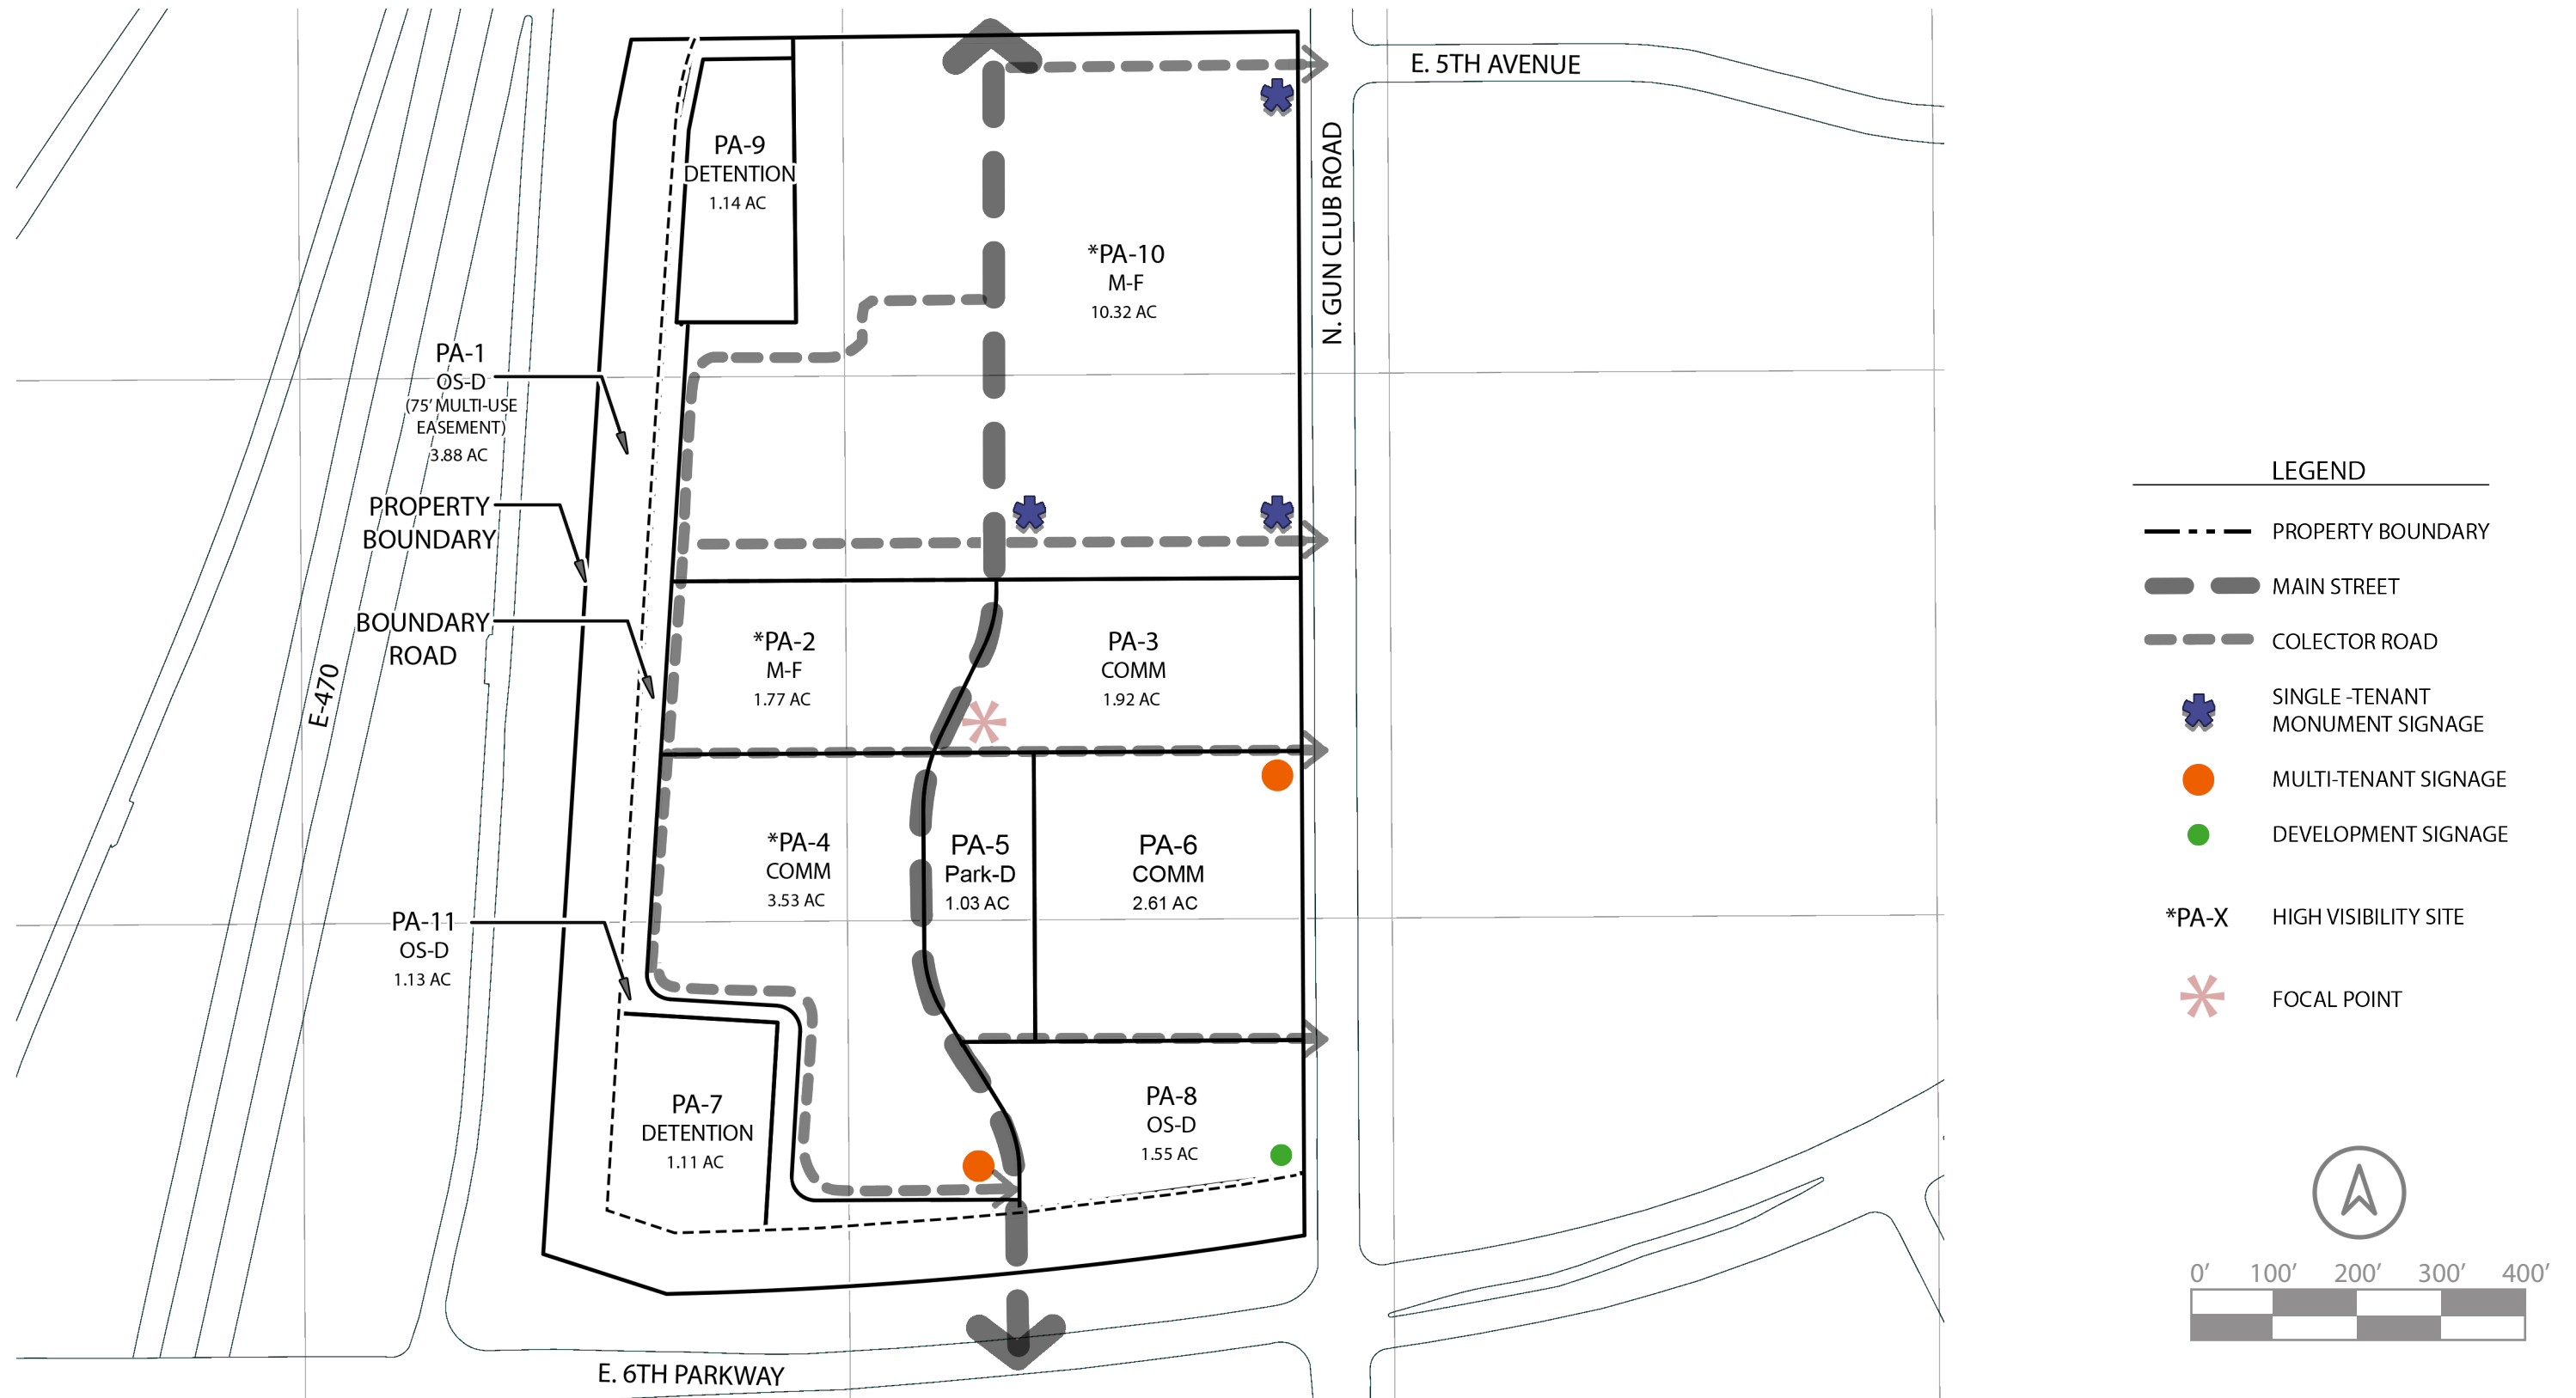 E. 5TH AVENUE
N. GUN CLUB ROAD
PA-9
DETENTION
1.14 AC
*PA-10
M-F
10.32 AC
PA-1
OS-D
(75' MULTI-USE
EASEMENT)
3.88 AC
PROPERTY
BOUNDARY
BOUNDARY
ROAD
E-470
*PA-2
M-F
1.77 AC
PA-3
COMM
1.92 AC
*PA-4
COMM
3.53 AC
PA-5
Park-D
1.03 AC
PA-6
COMM
2.61 AC
PA-11
OS-D
1.13 AC
PA-7
DETENTION
1.11 AC
PA-8
OS-D
1.55 AC
E. 6TH PARKWAY
LEGEND
PROPERTY BOUNDARY
MAIN STREET
COLECTOR ROAD
SINGLE -TENANT
MONUMENT SIGNAGE
MULTI-TENANT SIGNAGE
DEVELOPMENT SIGNAGE
*PA-X HIGH VISIBILITY SITE
FOCAL POINT
0' 100' 200' 300' 400'